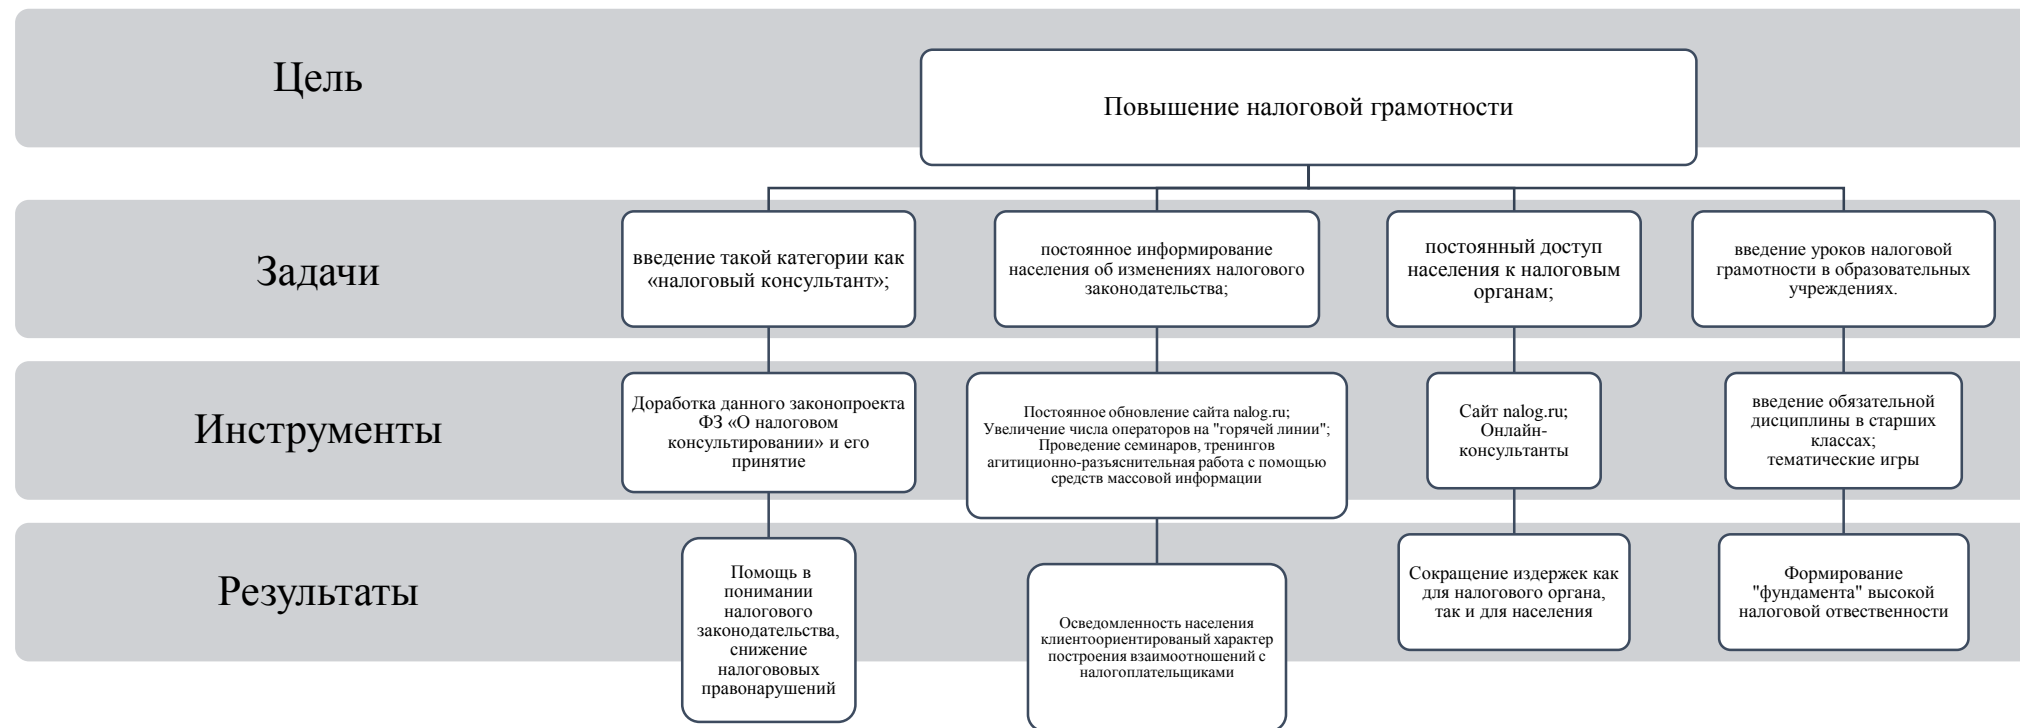 Цель
Повышение налоговой грамотности
Задачи
введение такой категории как
«налоговый консультант»;
постоянное информирование
населения об изменениях налогового
законодательства;
постоянный доступ
населения к налоговым
органам;
введение уроков налоговой
грамотности в образовательных
учреждениях.
Инструменты
Доработка данного законопроекта
ФЗ «О налоговом
консультировании» и его
принятие
Постоянное обновление сайта nalog.ru;
Увеличение числа операторов на "горячей линии";
Проведение семинаров, тренингов
агитиционно-разъяснительная работа с помощью
средств массовой информации
Сайт nalog.ru;
Онлайн-
консультанты
введение обязательной
дисциплины в старших
классах;
тематические игры
Результаты
Помощь в
понимании
налогового
законодательства,
снижение
налогововых
правонарушений
Осведомленность населения
клиентоориентированый характер
построения взаимоотношений с
налогоплательщиками
Сокращение издержек как
для налогового органа,
так и для населения
Формирование
"фундамента" высокой
налоговой отвественности